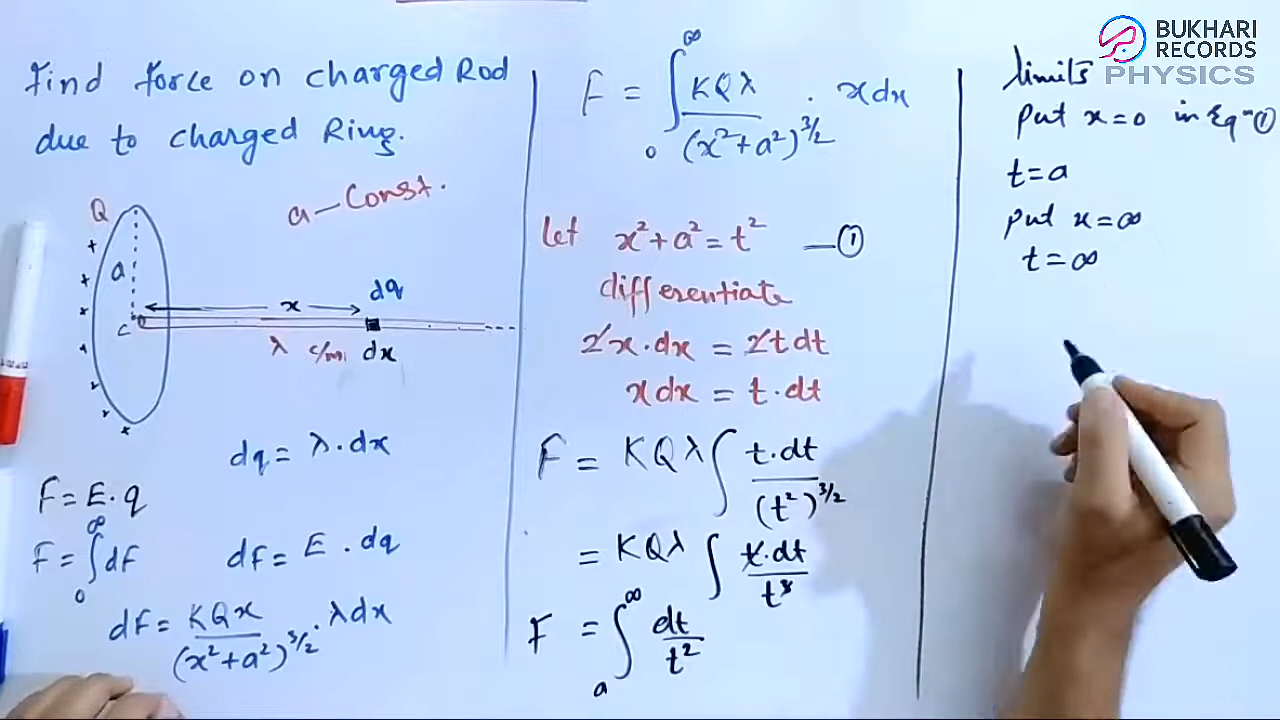 BUKHARI
RECORDS
PHYSICS
Find force on charged Rod
due to charged Ring.
a — Const.
Q
a
x
dq
c
λ c/m.
dx
dq = λ.dx
F = E.q
F = ∫₀^∞ dF
dF = E . dq
dF = KQx/(x²+a²)^3/2 . λdx
F = ∫₀^∞ KQλ/(x²+a²)^3/2 . xdx
let x²+a² = t² —①
differentiate
2x.dx = 2tdt
xdx = t.dt
F = KQλ∫ t.dt/(t²)^3/2
= KQλ ∫ t.dt/t³
F = ∫ₐ^∞ dt/t²
limits
put x=0 in Eqⁿ①
t=a
put x=∞
t=∞